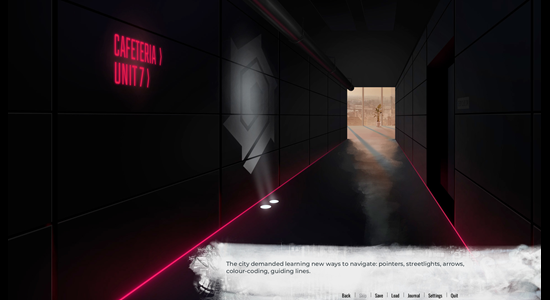 CAFETERIA ⟩
UNIT 7 ⟩
The city demanded learning new ways to navigate: pointers, streetlights, arrows,
colour-coding, guiding lines.
Back Save Load Journal Settings Quit